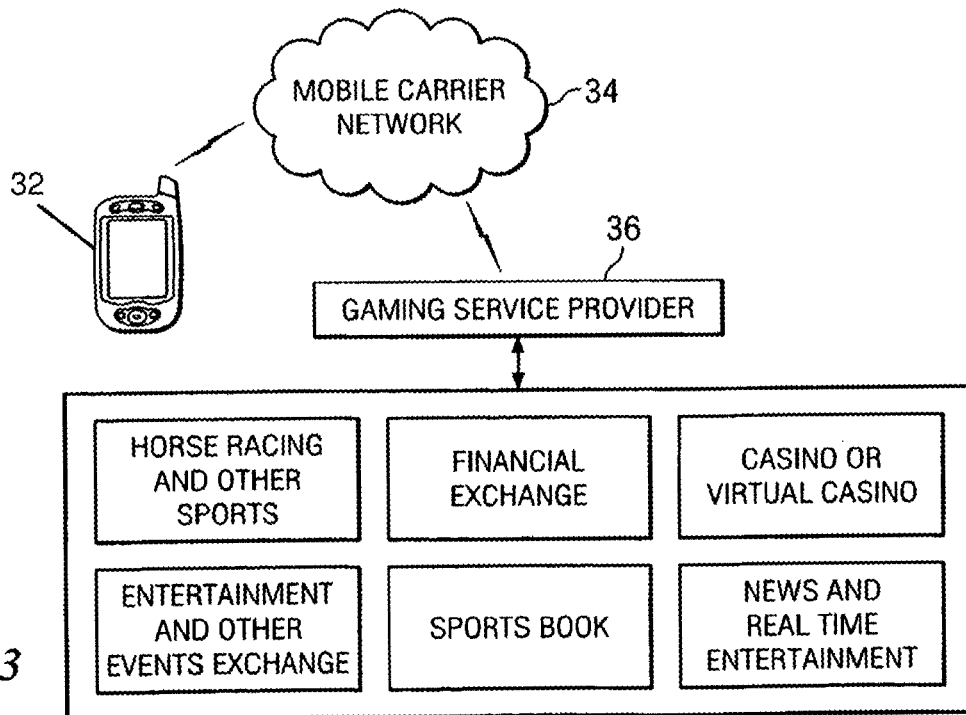 MOBILE CARRIER
NETWORK
34
32
36
GAMING SERVICE PROVIDER
HORSE RACING
AND OTHER
SPORTS
FINANCIAL
EXCHANGE
CASINO OR
VIRTUAL CASINO
ENTERTAINMENT
AND OTHER
EVENTS EXCHANGE
SPORTS BOOK
NEWS AND
REAL TIME
ENTERTAINMENT
3